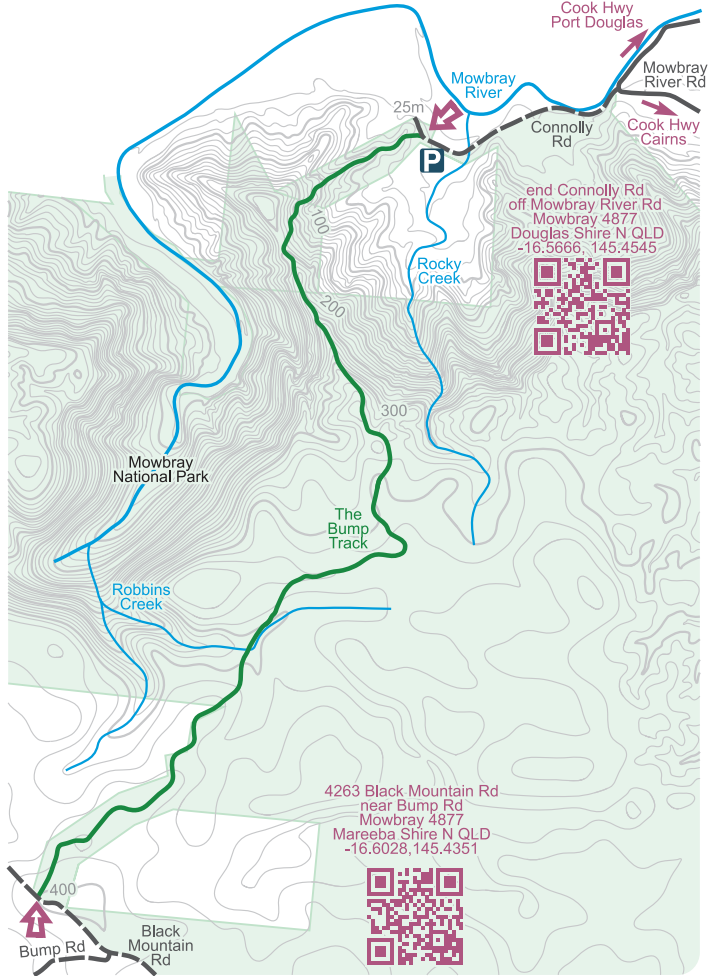 Cook Hwy
Port Douglas
Mowbray
River
Mowbray
River Rd
25m
P
Connolly
Rd
Cook Hwy
Cairns
end Connolly Rd
off Mowbray River Rd
Mowbray 4877
Douglas Shire N QLD
-16.5666, 145.4545
100
Rocky
Creek
200
300
Mowbray
National Park
The
Bump
Track
Robbins
Creek
4263 Black Mountain Rd
near Bump Rd
Mowbray 4877
Mareeba Shire N QLD
-16.6028,145.4351
400
Bump Rd
Black
Mountain
Rd